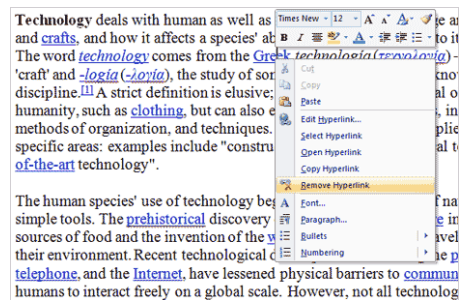 Technology deals with human as well as
and crafts, and how it affects a species' ab
The word technology comes from the Greek technología (τεχνολογία) -
'craft' and -logía (-λογία), the study of som
discipline.[1] A strict definition is elusive;
humanity, such as clothing, but can also e
methods of organization, and techniques.
specific areas: examples include "constru
of-the-art technology".
The human species' use of technology beg
simple tools. The prehistorical discovery
sources of food and the invention of the w
their environment. Recent technological d
telephone, and the Internet, have lessened physical barriers to commun
humans to interact freely on a global scale. However, not all technolog
Times New 12 A A
B I A
Cut
Copy
Paste
Edit Hyperlink...
Select Hyperlink
Open Hyperlink
Copy Hyperlink
Remove Hyperlink
Font...
Paragraph...
Bullets
Numbering